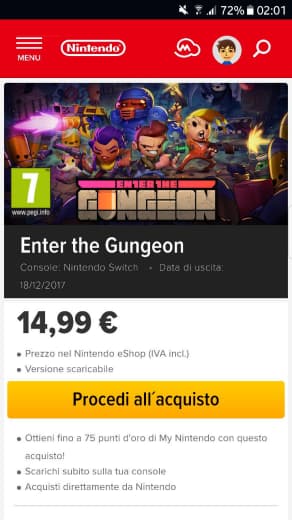 72% 02:01
MENU
Nintendo
7
www.pegi.info
ENTER THE
GUNGEON
Enter the Gungeon
Console: Nintendo Switch • Data di uscita:
18/12/2017
14,99 €
• Prezzo nel Nintendo eShop (IVA incl.)
• Versione scaricabile
Procedi all´acquisto
• Ottieni fino a 75 punti d'oro di My Nintendo con questo
acquisto!
• Scarichi subito sulla tua console
• Acquisti direttamente da Nintendo